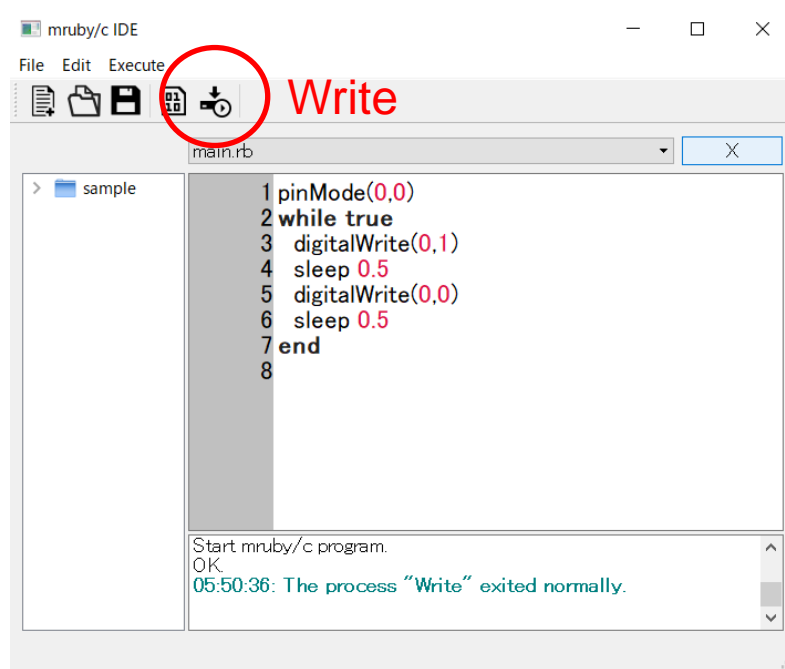 mruby/c IDE
File Edit Execute
01
10
Write
main.rb
X
sample
1 pinMode(0,0)
2 while true
3 digitalWrite(0,1)
4 sleep 0.5
5 digitalWrite(0,0)
6 sleep 0.5
7 end
8
Start mruby/c program.
OK.
05:50:36: The process "Write" exited normally.